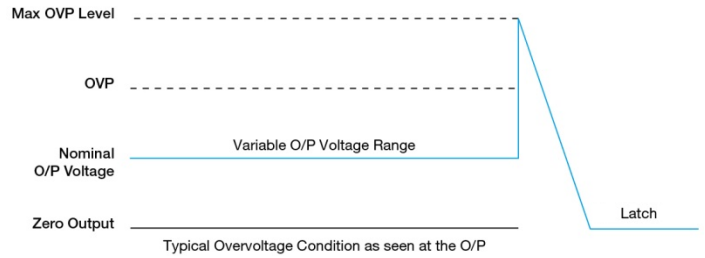 Max OVP Level
OVP
Variable O/P Voltage Range
Nominal
O/P Voltage
Latch
Zero Output
Typical Overvoltage Condition as seen at the O/P